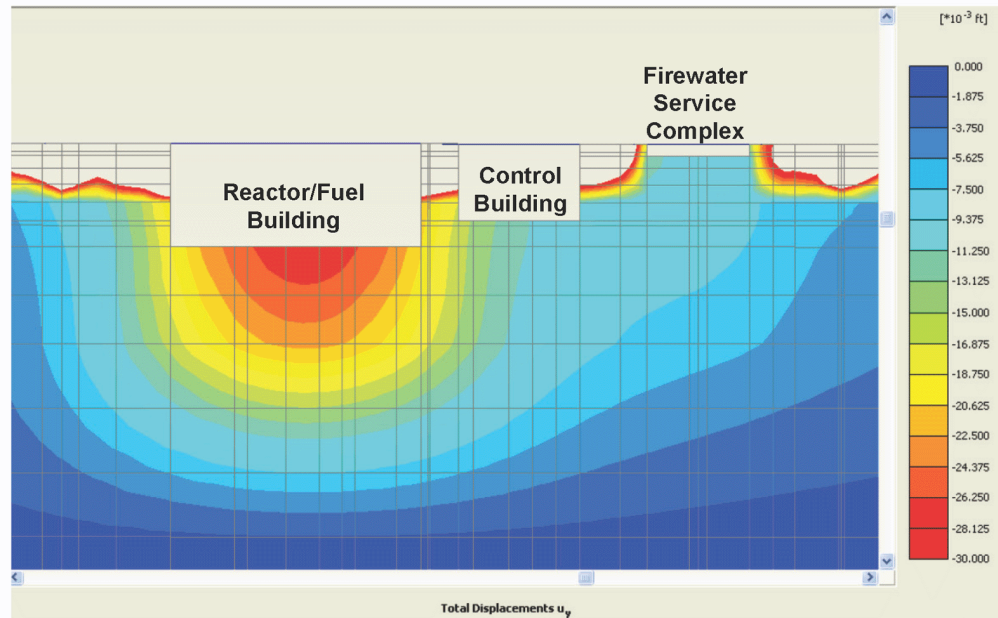 [*10⁻³ ft]
Firewater
Service
Complex
Reactor/Fuel
Building
Control
Building
0.000
-1.875
-3.750
-5.625
-7.500
-9.375
-11.250
-13.125
-15.000
-16.875
-18.750
-20.625
-22.500
-24.375
-26.250
-28.125
-30.000
Total Displacements uᵧ